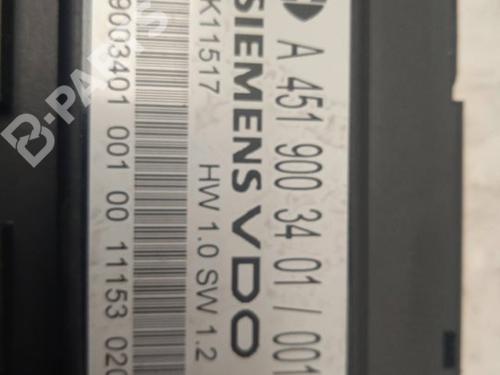 A 451 900 34 01 / 001
SIEMENS VDO
K11517 HW 1.0 SW 1.2
9003401 001 00 11153 020
B-PARTS